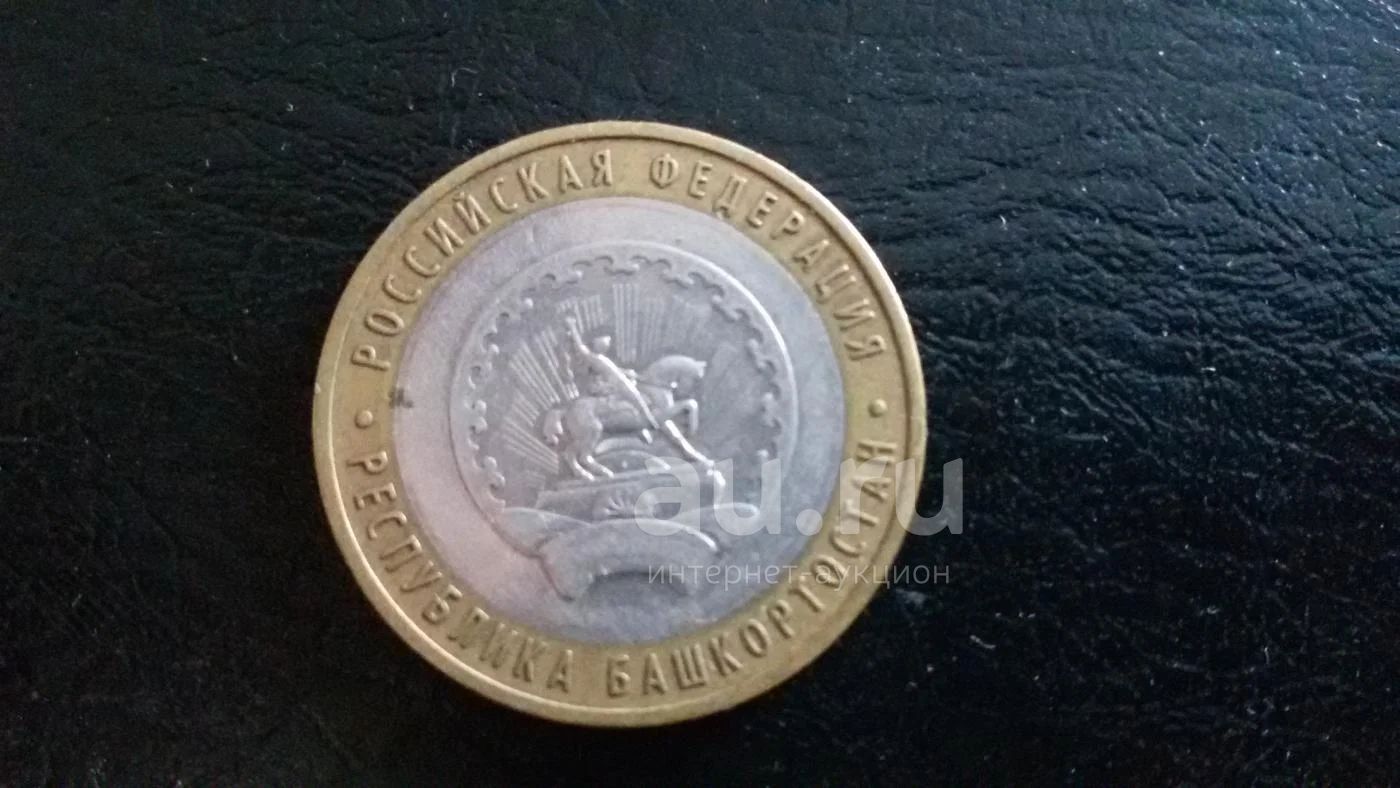 РОССИЙСКАЯ ФЕДЕРАЦИЯ
• РЕСПУБЛИКА БАШКОРТОСТАН •
au.ru
интернет-аукцион